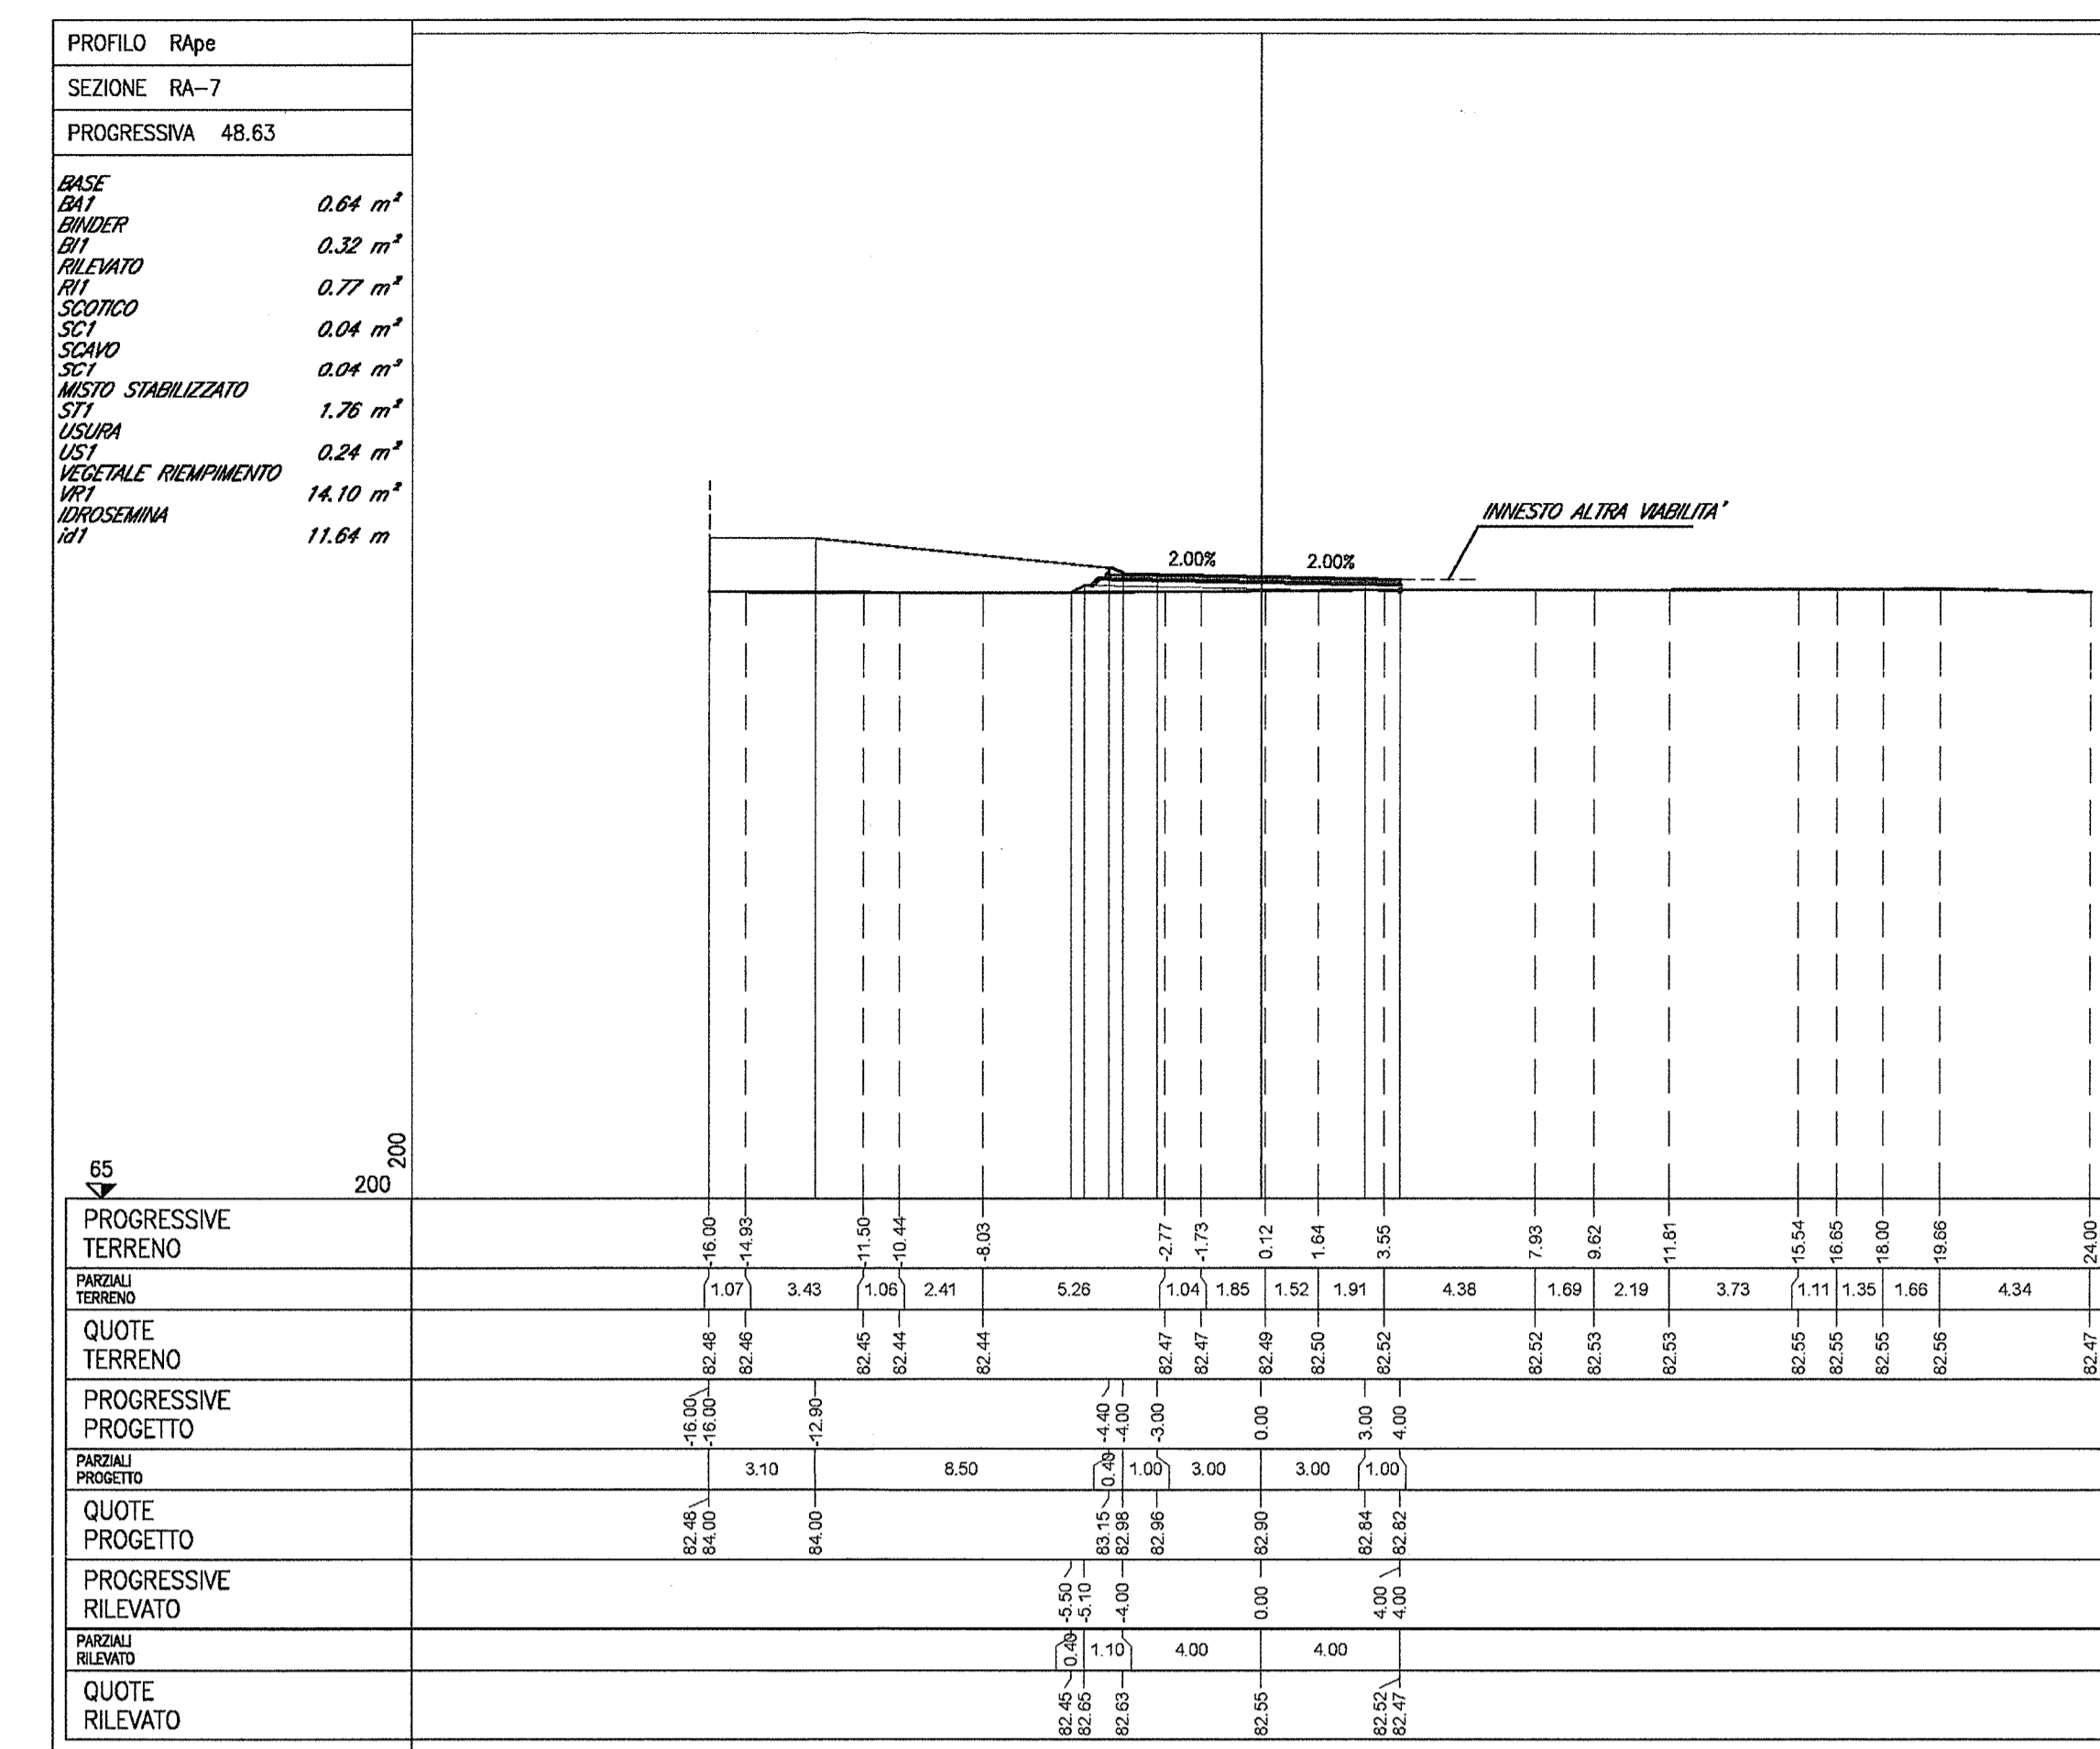 PROFILO RApe
SEZIONE RA-7
PROGRESSIVA 48.63
BASE
BA1 0.64 m²
BINDER
BI1 0.32 m²
RILEVATO
RI1 0.77 m²
SCOTICO
SC1 0.04 m²
SCAVO
SC1 0.04 m²
MISTO STABILIZZATO
ST1 1.76 m²
USURA
US1 0.24 m²
VEGETALE RIEMPIMENTO
VR1 14.10 m²
IDROSEMINA
id1 11.64 m
2.00% 2.00%
INNESTO ALTRA VIABILITA'
65
200
200
PROGRESSIVE
TERRENO
-16.00 -14.93 -11.50 -10.44 -8.03 -2.77 -1.73 0.12 1.64 3.55 7.93 9.62 11.81 15.54 16.65 18.00 19.66 24.00
PARZIALI
TERRENO
1.07 3.43 1.06 2.41 5.26 1.04 1.85 1.52 1.91 4.38 1.69 2.19 3.73 1.11 1.35 1.66 4.34
QUOTE
TERRENO
82.48 82.46 82.45 82.44 82.44 82.47 82.47 82.49 82.50 82.52 82.52 82.53 82.53 82.55 82.55 82.55 82.56 82.47
PROGRESSIVE
PROGETTO
-16.00 -16.00 -12.90 -4.40 -4.00 -3.00 0.00 3.00 4.00
PARZIALI
PROGETTO
3.10 8.50 0.40 1.00 3.00 3.00 1.00
QUOTE
PROGETTO
82.48 84.00 84.00 83.15 82.98 82.96 82.90 82.84 82.82
PROGRESSIVE
RILEVATO
-5.50 -5.10 -4.00 0.00 4.00 4.00
PARZIALI
RILEVATO
0.40 1.10 4.00 4.00
QUOTE
RILEVATO
82.45 82.65 82.63 82.55 82.52 82.47